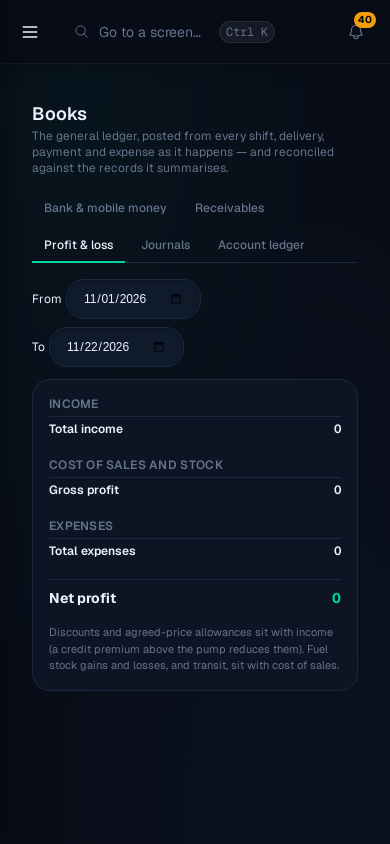 Go to a screen...
Ctrl K
40
Books
The general ledger, posted from every shift, delivery,
payment and expense as it happens — and reconciled
against the records it summarises.
Bank & mobile money
Receivables
Profit & loss
Journals
Account ledger
From 11/01/2026
To 11/22/2026
INCOME
Total income 0
COST OF SALES AND STOCK
Gross profit 0
EXPENSES
Total expenses 0
Net profit 0
Discounts and agreed-price allowances sit with income
(a credit premium above the pump reduces them). Fuel
stock gains and losses, and transit, sit with cost of sales.